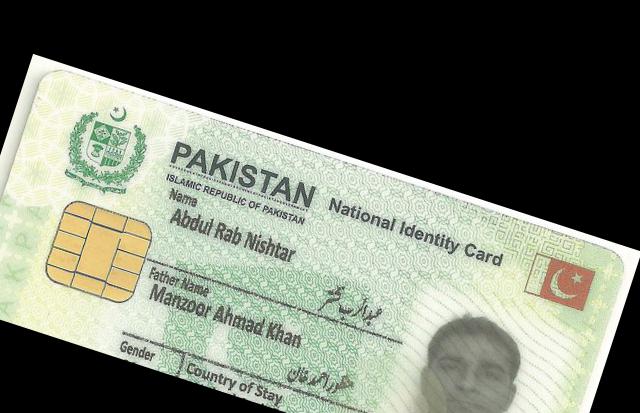 PAKISTAN National Identity Card
ISLAMIC REPUBLIC OF PAKISTAN
Name
Abdul Rab Nishtar
عبدالرب نشتر
Father Name
Manzoor Ahmad Khan
منظور احمد خان
Gender Country of Stay